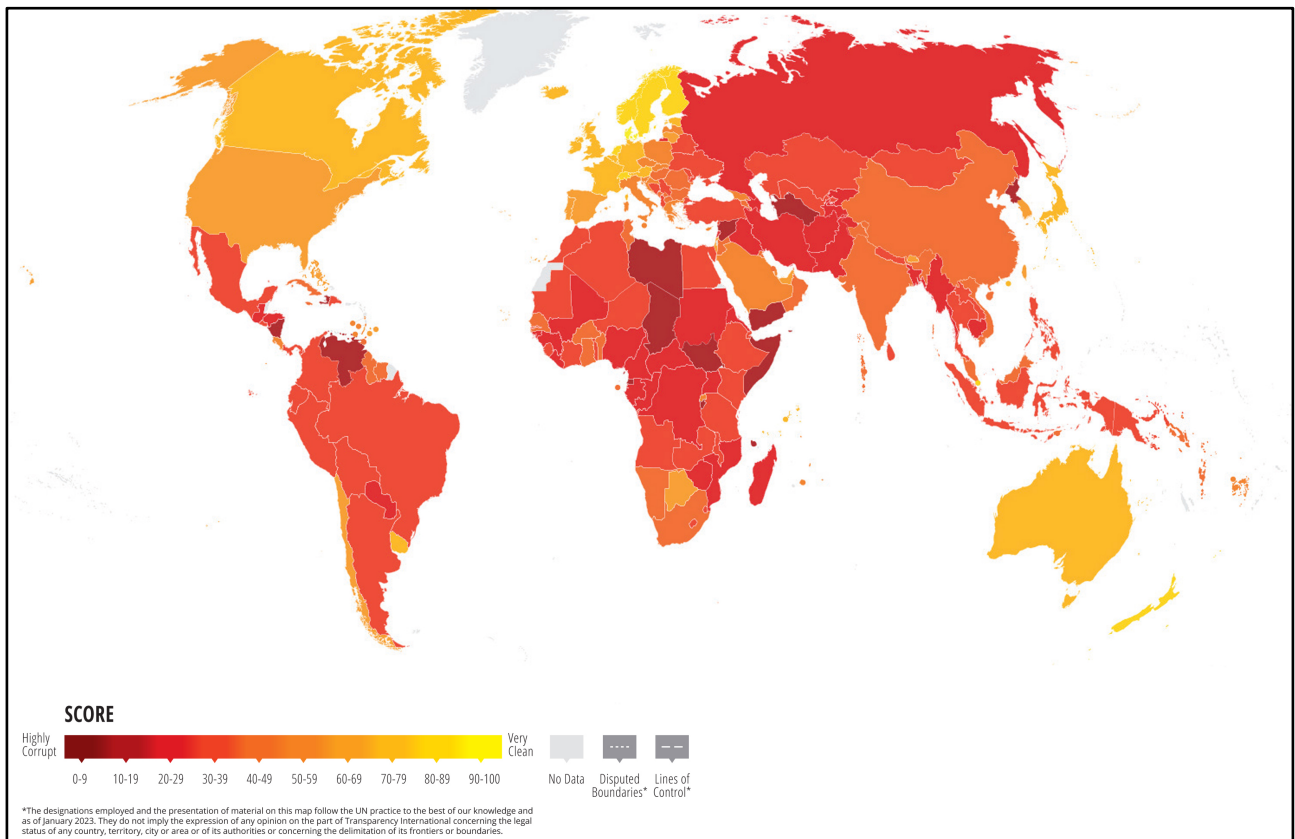 SCORE
Highly
Corrupt
Very
Clean
0-9
10-19
20-29
30-39
40-49
50-59
60-69
70-79
80-89
90-100
No Data
Disputed
Boundaries*
Lines of
Control*
*The designations employed and the presentation of material on this map follow the UN practice to the best of our knowledge and
as of January 2023. They do not imply the expression of any opinion on the part of Transparency International concerning the legal
status of any country, territory, city or area or of its authorities or concerning the delimitation of its frontiers or boundaries.